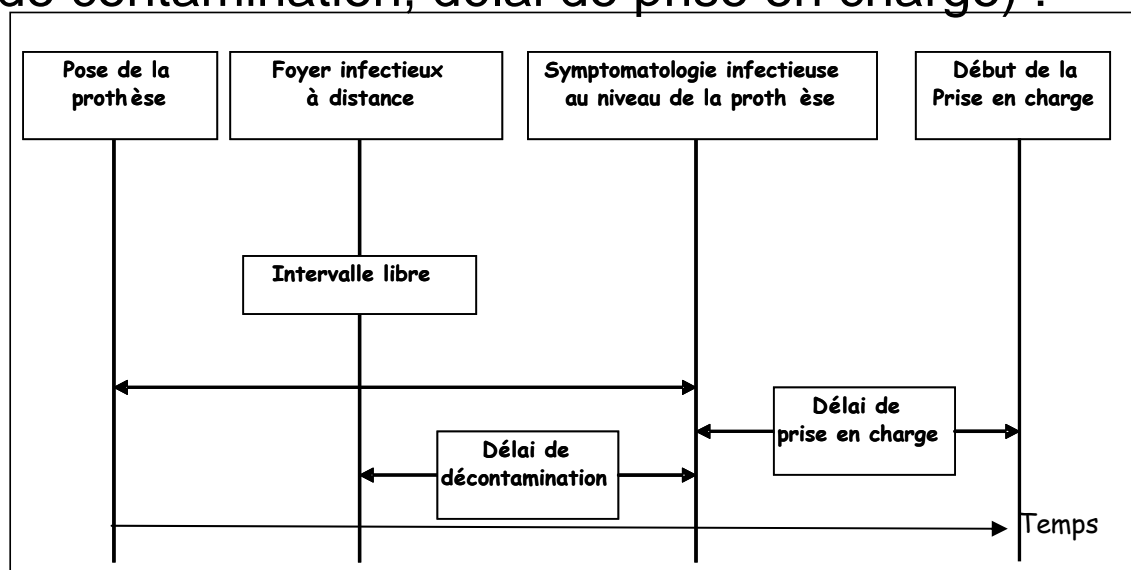 de contamination, délai de prise en charge) :
Pose de la
prothèse
Foyer infectieux
à distance
Symptomatologie infectieuse
au niveau de la proth èse
Début de la
Prise en charge
Intervalle libre
Délai de
prise en charge
Délai de
décontamination
Temps